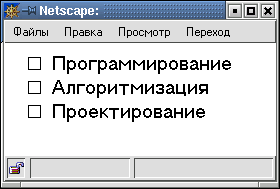 Netscape:
Файлы Правка Просмотр Переход
Программирование
Алгоритмизация
Проектирование